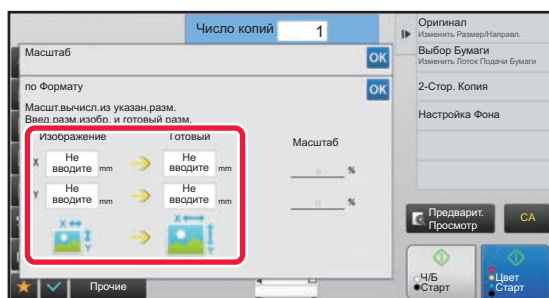 Число копий 1
Масштаб OK
по Формату OK
Масшт.вычисл.из указан.разм.
Введ.разм.изобр. и готовый разм.
Изображение Готовый Масштаб
X Не вводите mm Не вводите mm %
Y Не вводите mm Не вводите mm %
X Y X Y
Прочие
Оригинал
Изменить Размер/Направл.
Выбор Бумаги
Изменить Лоток Подачи Бумаги
2-Стор. Копия
Настройка Фона
Предварит.
Просмотр
CA
Ч/Б
Старт
Цвет
Старт